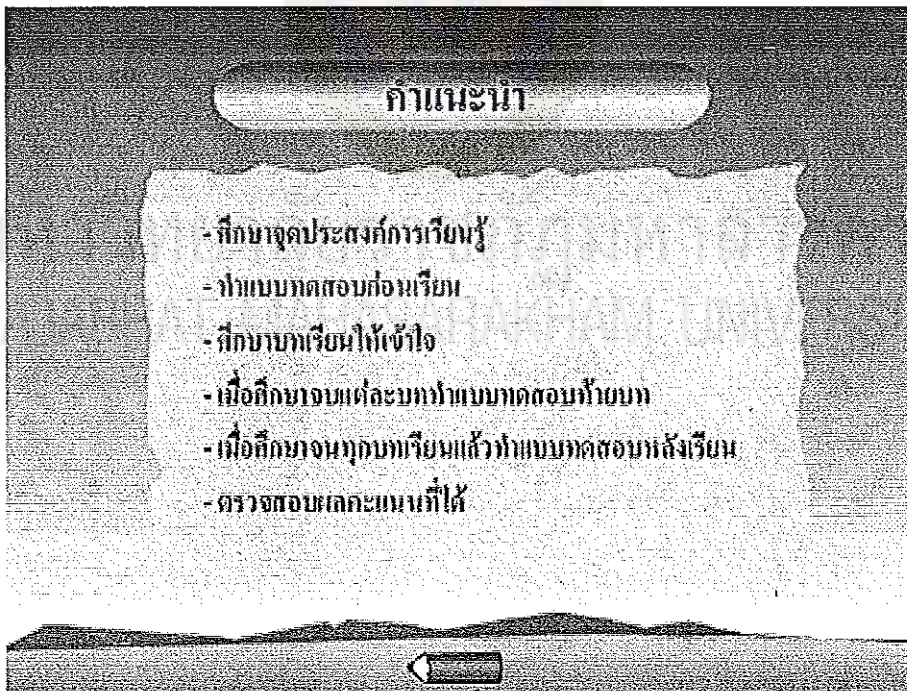 คำแนะนำ
- ศึกษาจุดประสงค์การเรียนรู้
- ทำแบบทดสอบก่อนเรียน
- ศึกษาบทเรียนให้เข้าใจ
- เมื่อศึกษาจบแต่ละบททำแบบทดสอบท้ายบท
- เมื่อศึกษาจบทุกบทเรียนแล้วทำแบบทดสอบหลังเรียน
- ตรวจสอบผลคะแนนที่ได้